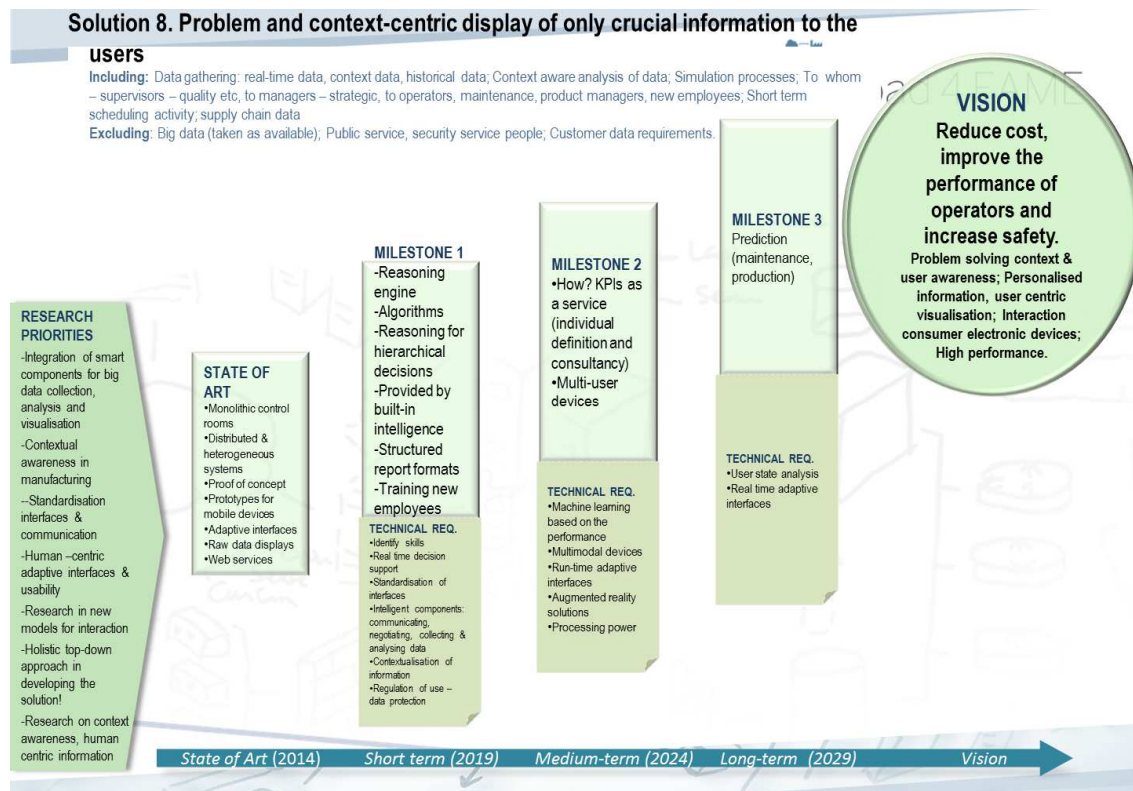 Solution 8. Problem and context-centric display of only crucial information to the
users
Including: Data gathering: real-time data, context data, historical data; Context aware analysis of data; Simulation processes; To whom
– supervisors – quality etc, to managers – strategic, to operators, maintenance, product managers, new employees; Short term
scheduling activity; supply chain data
Excluding: Big data (taken as available); Public service, security service people; Customer data requirements.
RESEARCH
PRIORITIES
-Integration of smart
components for big
data collection,
analysis and
visualisation
-Contextual
awareness in
manufacturing
--Standardisation
interfaces &
communication
-Human –centric
adaptive interfaces &
usability
-Research in new
models for interaction
-Holistic top-down
approach in
developing the
solution!
-Research on context
awareness, human
centric information
STATE OF
ART
•Monolithic control
rooms
•Distributed &
heterogeneous
systems
•Proof of concept
•Prototypes for
mobile devices
•Adaptive interfaces
•Raw data displays
•Web services
MILESTONE 1
-Reasoning
engine
-Algorithms
-Reasoning for
hierarchical
decisions
-Provided by
built-in
intelligence
-Structured
report formats
-Training new
employees
TECHNICAL REQ.
•Identify skills
•Real time decision
support
•Standardisation of
interfaces
•Intelligent components:
communicating,
negotiating, collecting &
analysing data
•Contextualisation of
information
•Regulation of use –
data protection
MILESTONE 2
•How? KPIs as
a service
(individual
definition and
consultancy)
•Multi-user
devices
TECHNICAL REQ.
•Machine learning
based on the
performance
•Multimodal devices
•Run-time adaptive
interfaces
•Augmented reality
solutions
•Processing power
MILESTONE 3
Prediction
(maintenance,
production)
TECHNICAL REQ.
•User state analysis
•Real time adaptive
interfaces
VISION
Reduce cost,
improve the
performance of
operators and
increase safety.
Problem solving context &
user awareness; Personalised
information, user centric
visualisation; Interaction
consumer electronic devices;
High performance.
State of Art (2014) Short term (2019) Medium-term (2024) Long-term (2029) Vision